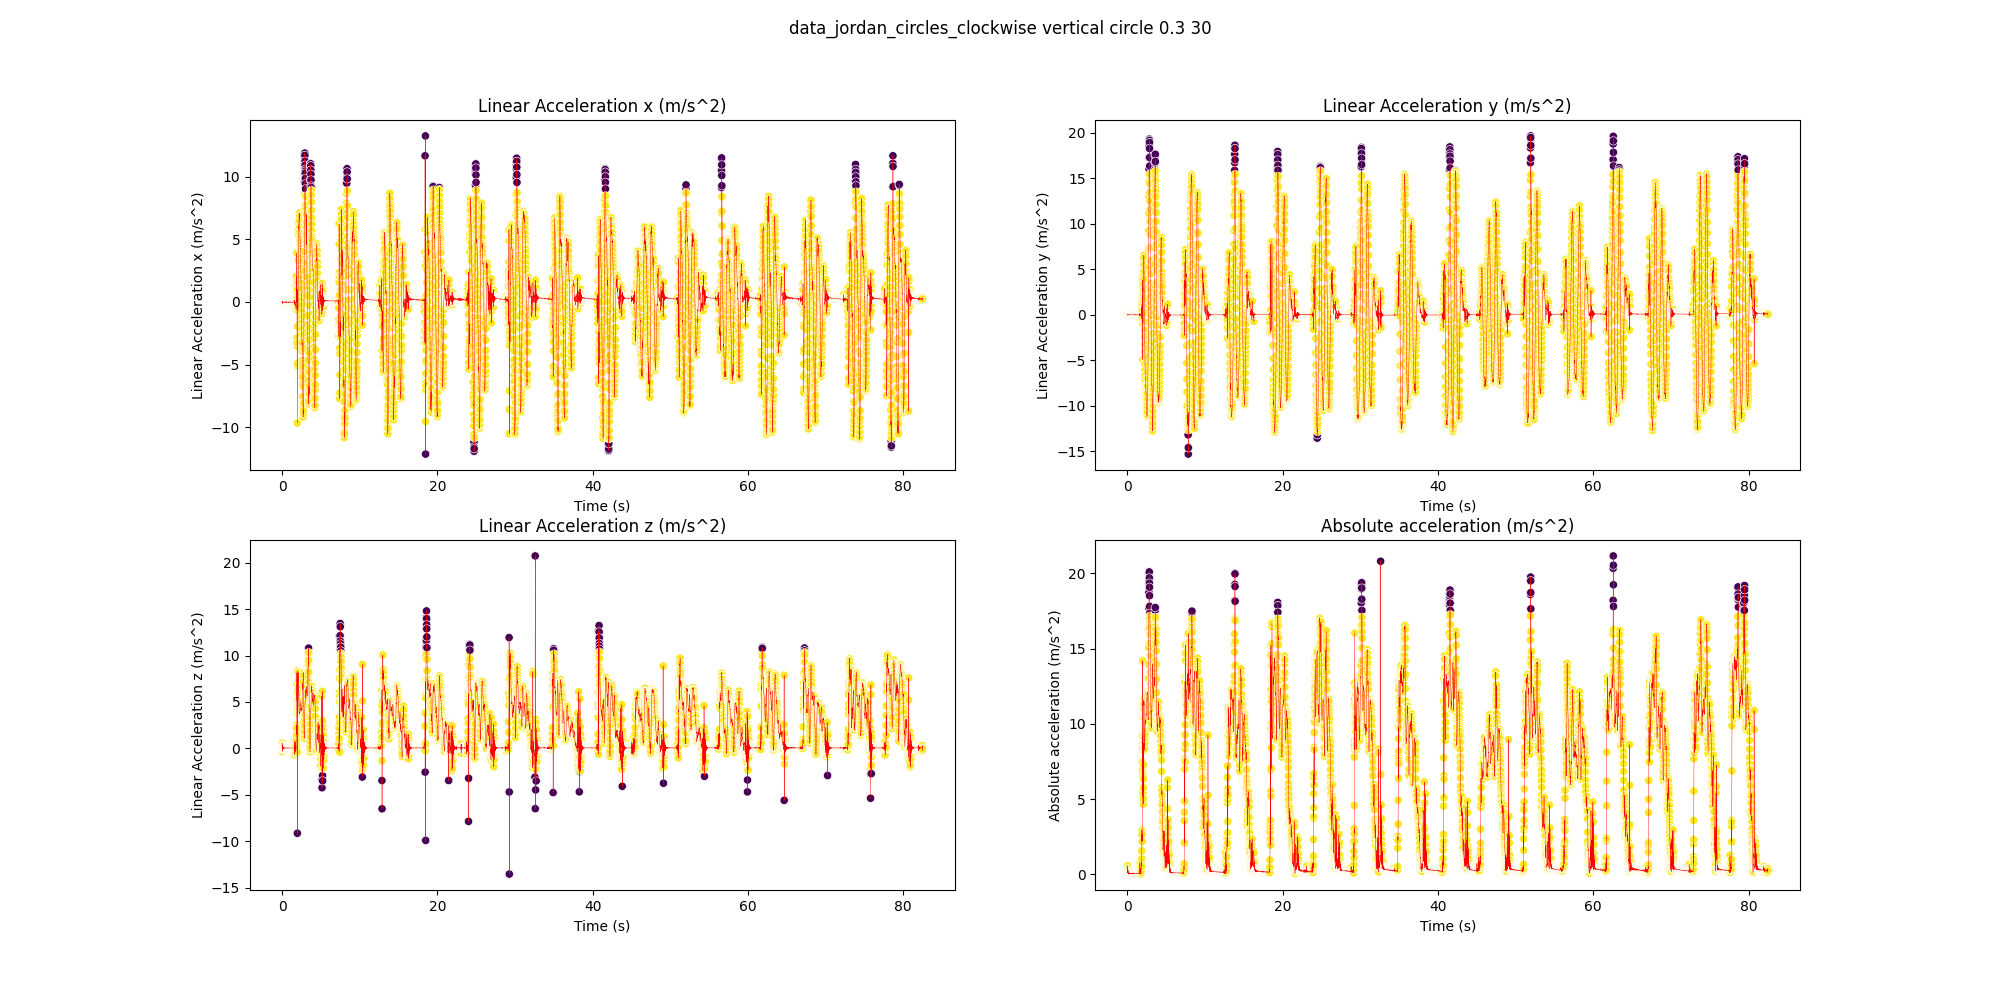 data_jordan_circles_clockwise vertical circle 0.3 30
Linear Acceleration x (m/s^2)
Linear Acceleration x (m/s^2)
10
5
0
−5
−10
0 20 40 60 80
Time (s)
Linear Acceleration y (m/s^2)
Linear Acceleration y (m/s^2)
20
15
10
5
0
−5
−10
−15
0 20 40 60 80
Time (s)
Linear Acceleration z (m/s^2)
Linear Acceleration z (m/s^2)
20
15
10
5
0
−5
−10
−15
0 20 40 60 80
Time (s)
Absolute acceleration (m/s^2)
Absolute acceleration (m/s^2)
20
15
10
5
0
0 20 40 60 80
Time (s)